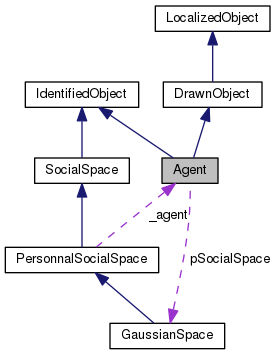 LocalizedObject
IdentifiedObject
DrawnObject
SocialSpace
Agent
_agent
PersonnalSocialSpace
pSocialSpace
GaussianSpace